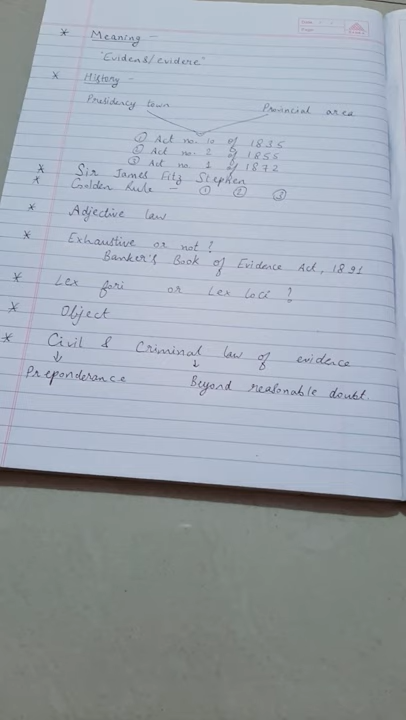 * Meaning -
"Evidens/evidere"
* History -
Presidency town Provincial area
① Act no. 10 of 1835
② Act no. 2 of 1855
③ Act no. 1 of 1872
* Sir James Fitz Stephen
* Golden Rule - ① ② ③
* Adjective law
* Exhaustive or not?
Banker's Book of Evidence Act, 1891
* Lex fori or Lex Loci?
* Object
* Civil & Criminal law of evidence
↓ ↓
Preponderance Beyond reasonable doubt.